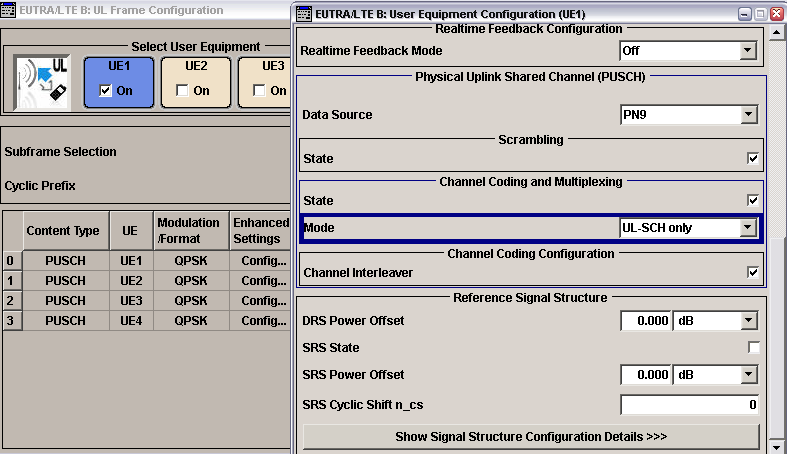 EUTRA/LTE B: UL Frame Configuration
Select User Equipment
UL
UE1
On
UE2
On
UE3
On
Subframe Selection
Cyclic Prefix
Content Type UE Modulation /Format Enhanced Settings
0 PUSCH UE1 QPSK Config...
1 PUSCH UE2 QPSK Config...
2 PUSCH UE3 QPSK Config...
3 PUSCH UE4 QPSK Config...
EUTRA/LTE B: User Equipment Configuration (UE1)
Realtime Feedback Configuration
Realtime Feedback Mode Off
Physical Uplink Shared Channel (PUSCH)
Data Source PN9
Scrambling
State
Channel Coding and Multiplexing
State
Mode UL-SCH only
Channel Coding Configuration
Channel Interleaver
Reference Signal Structure
DRS Power Offset 0.000 dB
SRS State
SRS Power Offset 0.000 dB
SRS Cyclic Shift n_cs 0
Show Signal Structure Configuration Details >>>